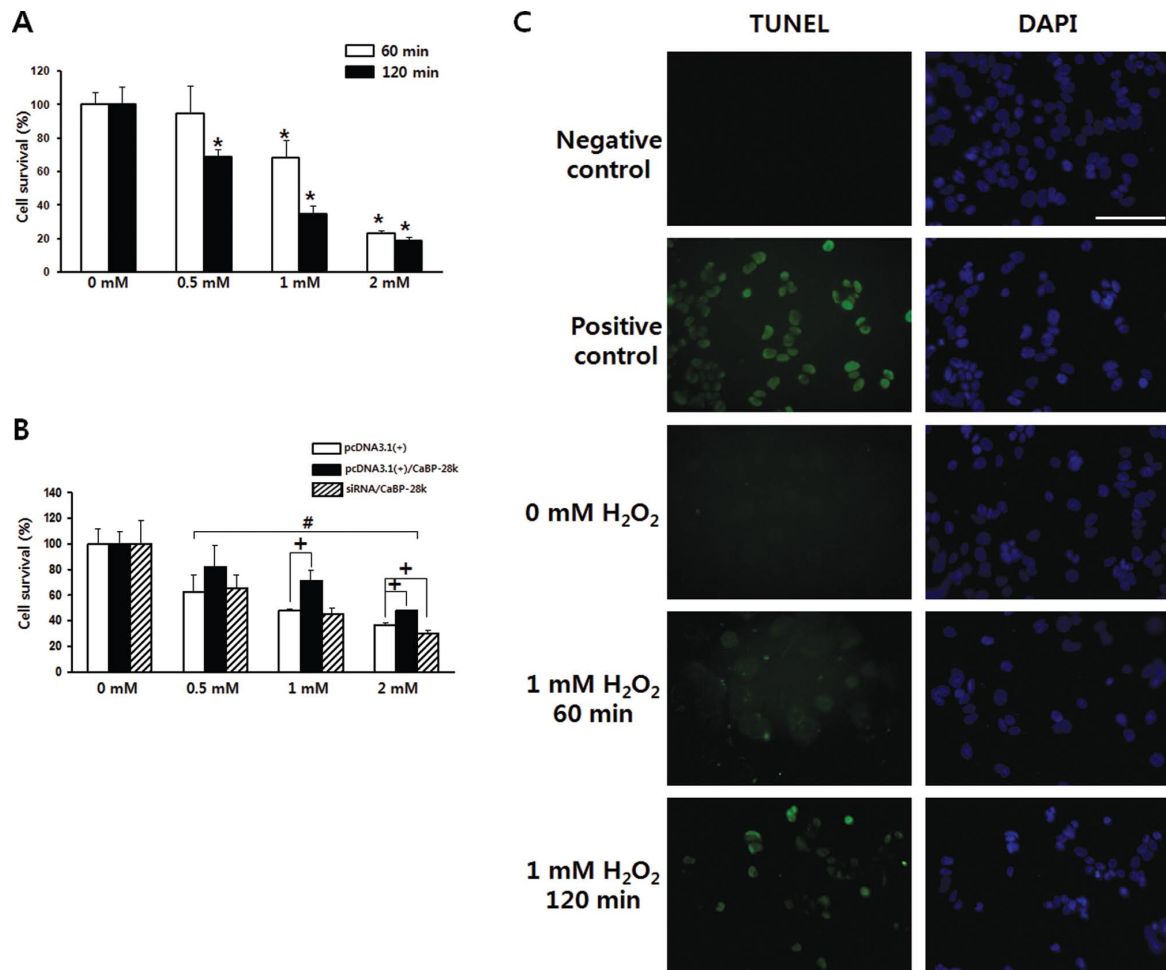 A
60 min
120 min
Cell survival (%)
120
100
80
60
40
20
0
*
*
*
*
*
0 mM
0.5 mM
1 mM
2 mM
B
pcDNA3.1(+)
pcDNA3.1(+)/CaBP-28k
siRNA/CaBP-28k
Cell survival (%)
140
120
100
80
60
40
20
0
#
+
+
+
0 mM
0.5 mM
1 mM
2 mM
C
TUNEL
DAPI
Negative
control
Positive
control
0 mM H₂O₂
1 mM H₂O₂
60 min
1 mM H₂O₂
120 min